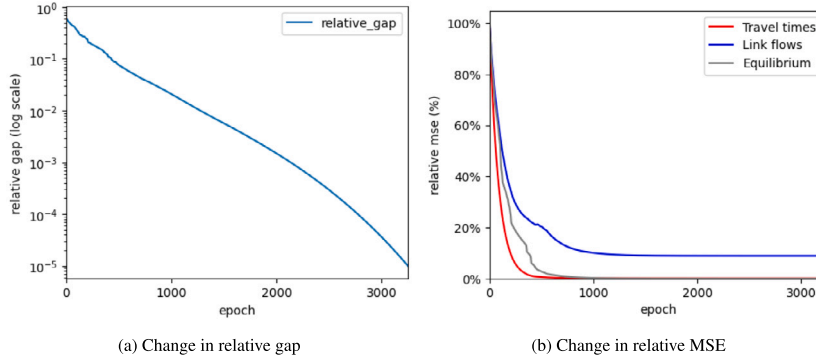 10⁰
10⁻¹
10⁻²
10⁻³
10⁻⁴
10⁻⁵
relative gap (log scale)
relative_gap
0
1000
2000
3000
epoch
(a) Change in relative gap
100%
80%
60%
40%
20%
0%
relative mse (%)
Travel times
Link flows
Equilibrium
0
1000
2000
3000
epoch
(b) Change in relative MSE